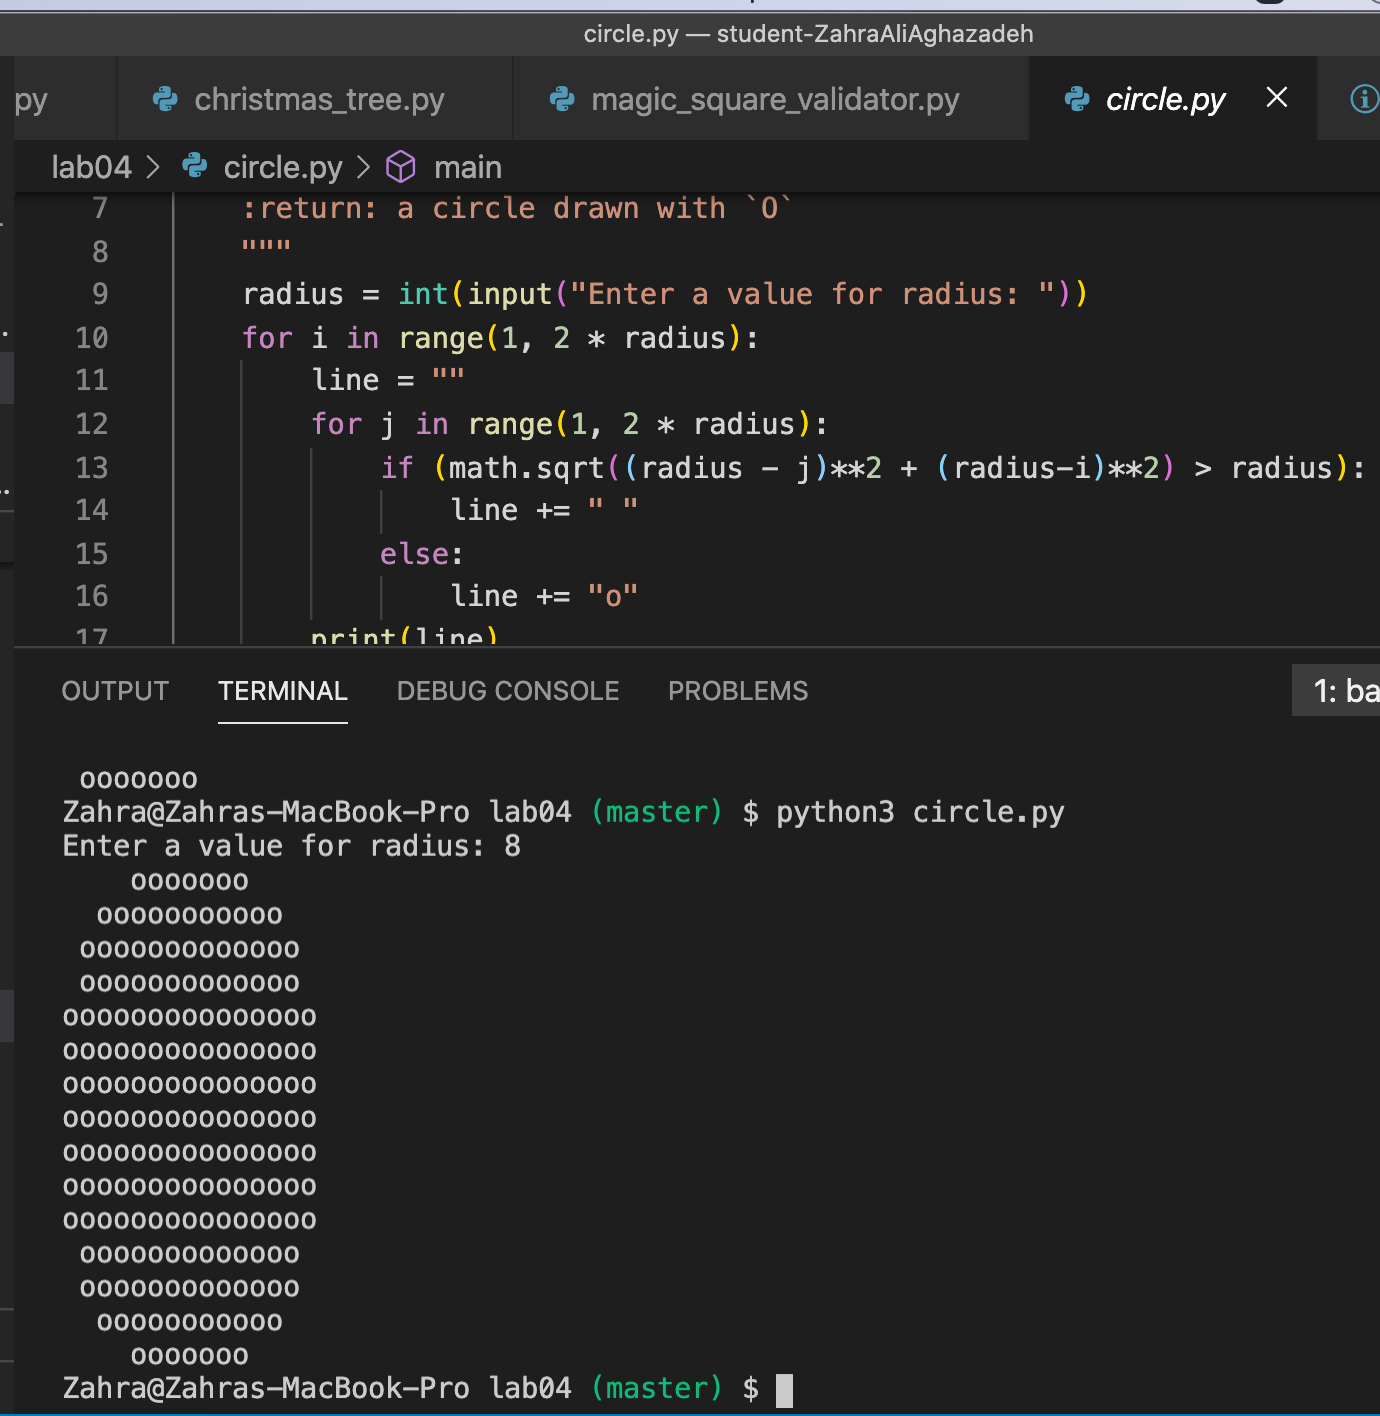 circle.py — student-ZahraAliAghazadeh
py christmas_tree.py magic_square_validator.py circle.py
lab04 > circle.py > main
7 :return: a circle drawn with `O`
8 """
9 radius = int(input("Enter a value for radius: "))
10 for i in range(1, 2 * radius):
11 line = ""
12 for j in range(1, 2 * radius):
13 if (math.sqrt((radius - j)**2 + (radius-i)**2) > radius):
14 line += " "
15 else:
16 line += "o"
17 print(line)
OUTPUT TERMINAL DEBUG CONSOLE PROBLEMS 1: ba
 ooooooo
Zahra@Zahras-MacBook-Pro lab04 (master) $ python3 circle.py
Enter a value for radius: 8
    ooooooo
  ooooooooooo
 ooooooooooooo
 ooooooooooooo
ooooooooooooooo
ooooooooooooooo
ooooooooooooooo
ooooooooooooooo
ooooooooooooooo
ooooooooooooooo
ooooooooooooooo
 ooooooooooooo
 ooooooooooooo
  ooooooooooo
    ooooooo
Zahra@Zahras-MacBook-Pro lab04 (master) $